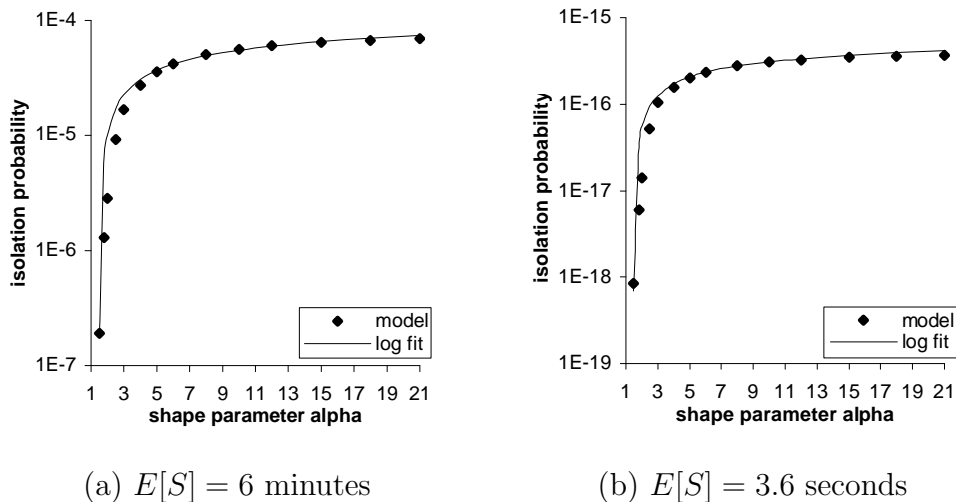 1E-4
1E-5
1E-6
1E-7
isolation probability
1 3 5 7 9 11 13 15 17 19 21
shape parameter alpha
model
log fit
(a) E[S] = 6 minutes
1E-15
1E-16
1E-17
1E-18
1E-19
isolation probability
1 3 5 7 9 11 13 15 17 19 21
shape parameter alpha
model
log fit
(b) E[S] = 3.6 seconds